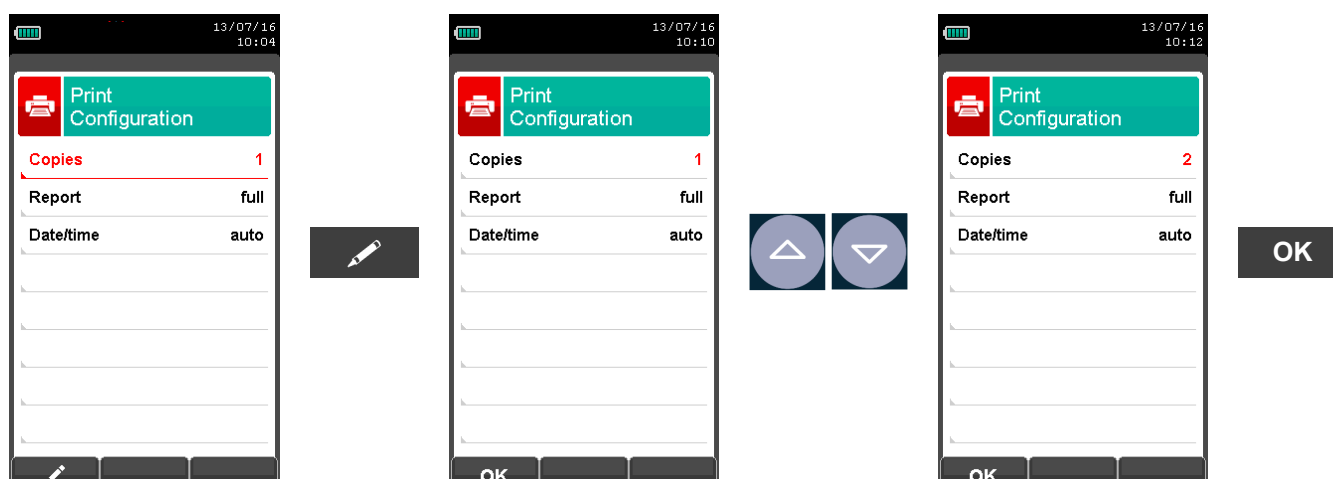 13/07/16
10:04
Print
Configuration
Copies 1
Report full
Date/time auto
13/07/16
10:10
Print
Configuration
Copies 1
Report full
Date/time auto
OK
13/07/16
10:12
Print
Configuration
Copies 2
Report full
Date/time auto
OK
OK